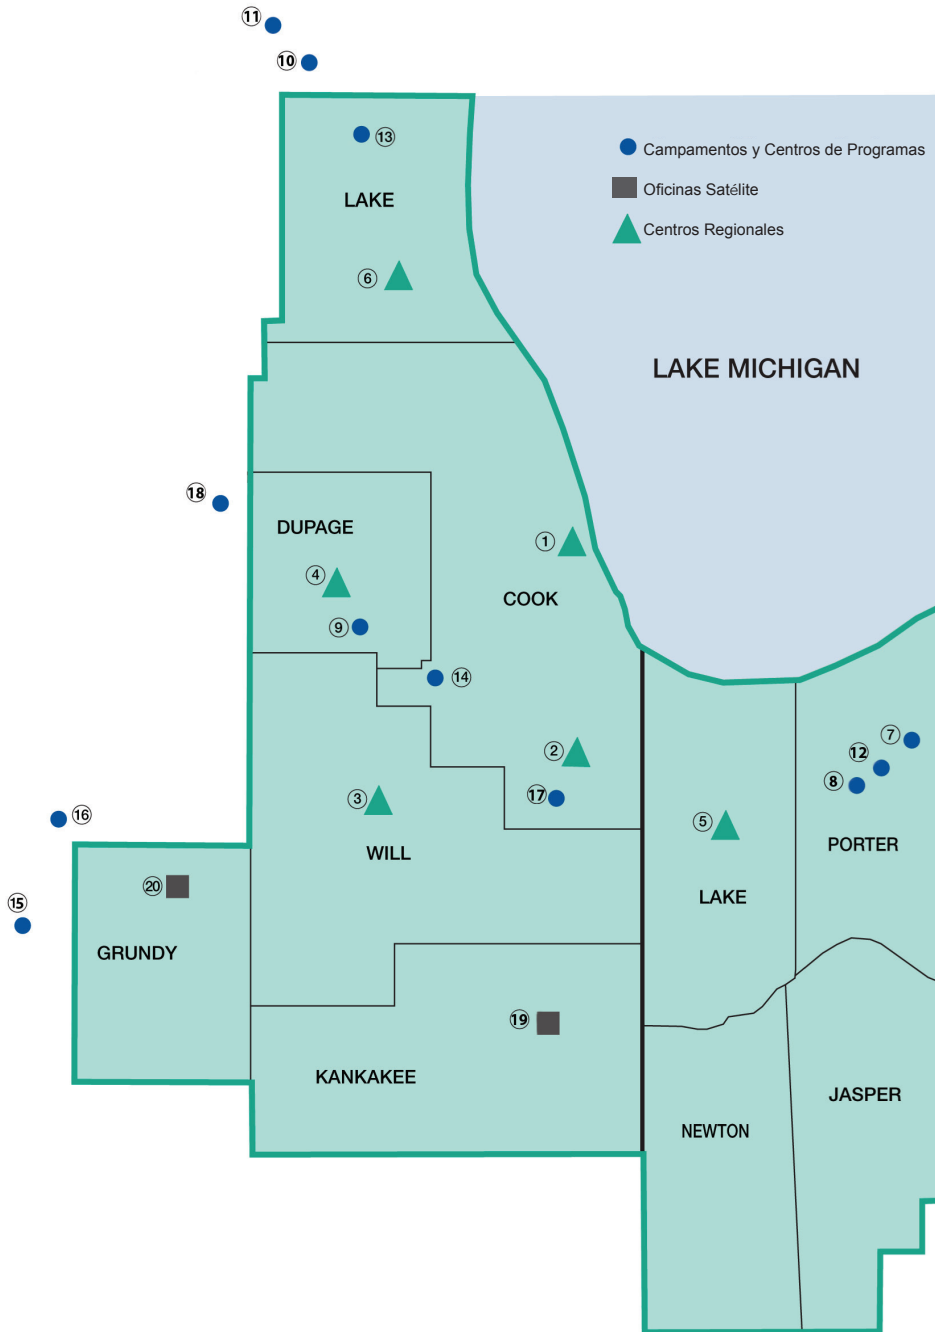 11
10
13
Campamentos y Centros de Programas
Oficinas Satélite
LAKE
Centros Regionales
6
LAKE MICHIGAN
18
DUPAGE
1
4
COOK
9
14
7
2
12
8
17
3
16
5
PORTER
WILL
20
LAKE
15
GRUNDY
19
KANKAKEE
JASPER
NEWTON